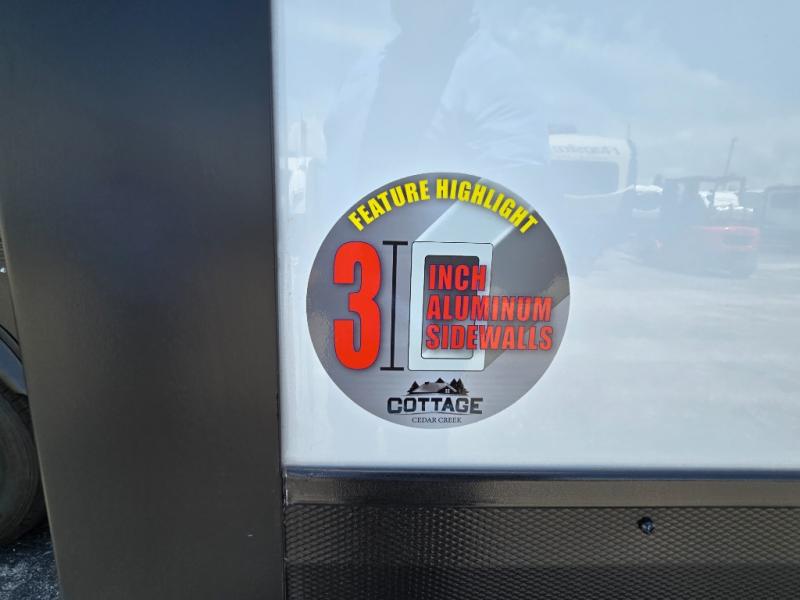 FEATURE HIGHLIGHT
3
INCH
ALUMINUM
SIDEWALLS
COTTAGE
CEDAR CREEK